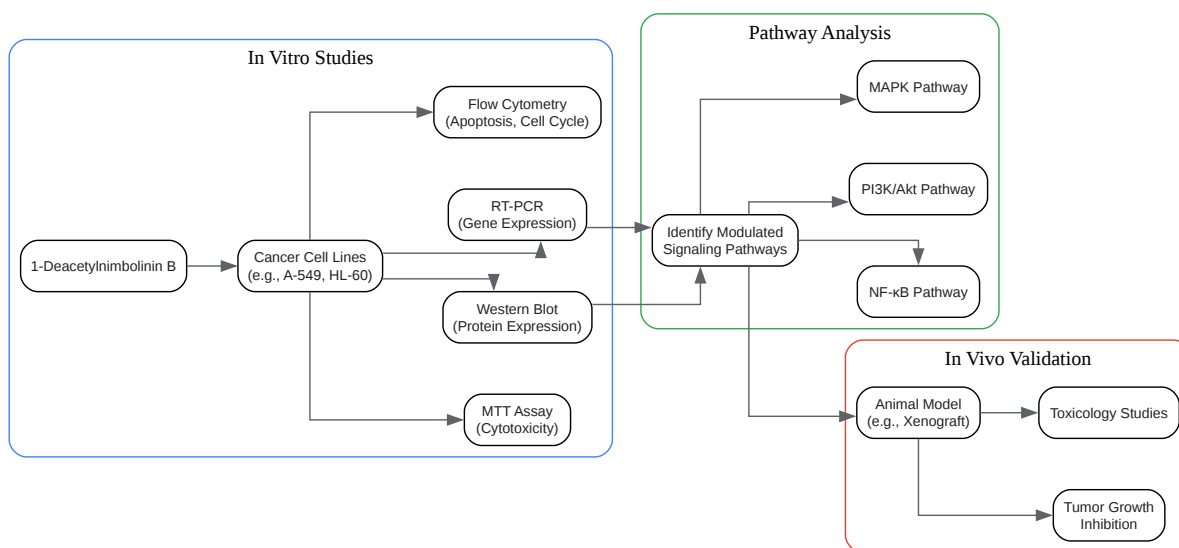 In Vitro Studies
1-Deacetylnimbolinin B
Cancer Cell Lines
(e.g., A-549, HL-60)
Flow Cytometry
(Apoptosis, Cell Cycle)
RT-PCR
(Gene Expression)
Western Blot
(Protein Expression)
MTT Assay
(Cytotoxicity)
Pathway Analysis
Identify Modulated
Signaling Pathways
MAPK Pathway
PI3K/Akt Pathway
NF-κB Pathway
In Vivo Validation
Animal Model
(e.g., Xenograft)
Toxicology Studies
Tumor Growth
Inhibition